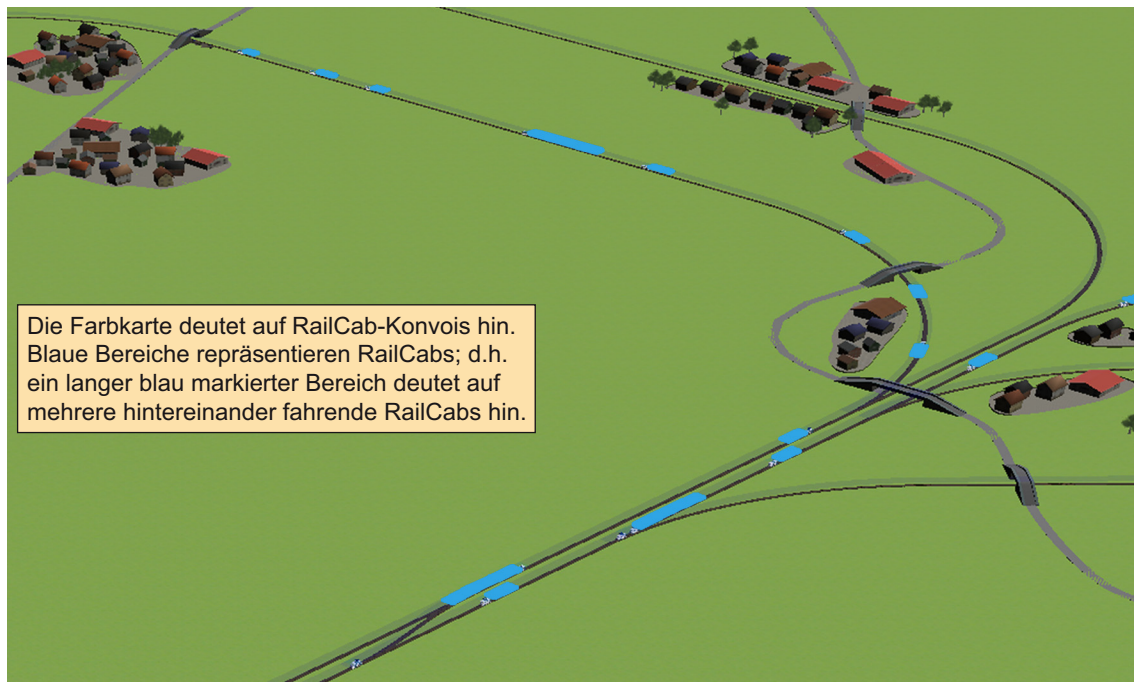 Die Farbkarte deutet auf RailCab-Konvois hin.
Blaue Bereiche repräsentieren RailCabs; d.h.
ein langer blau markierter Bereich deutet auf
mehrere hintereinander fahrende RailCabs hin.